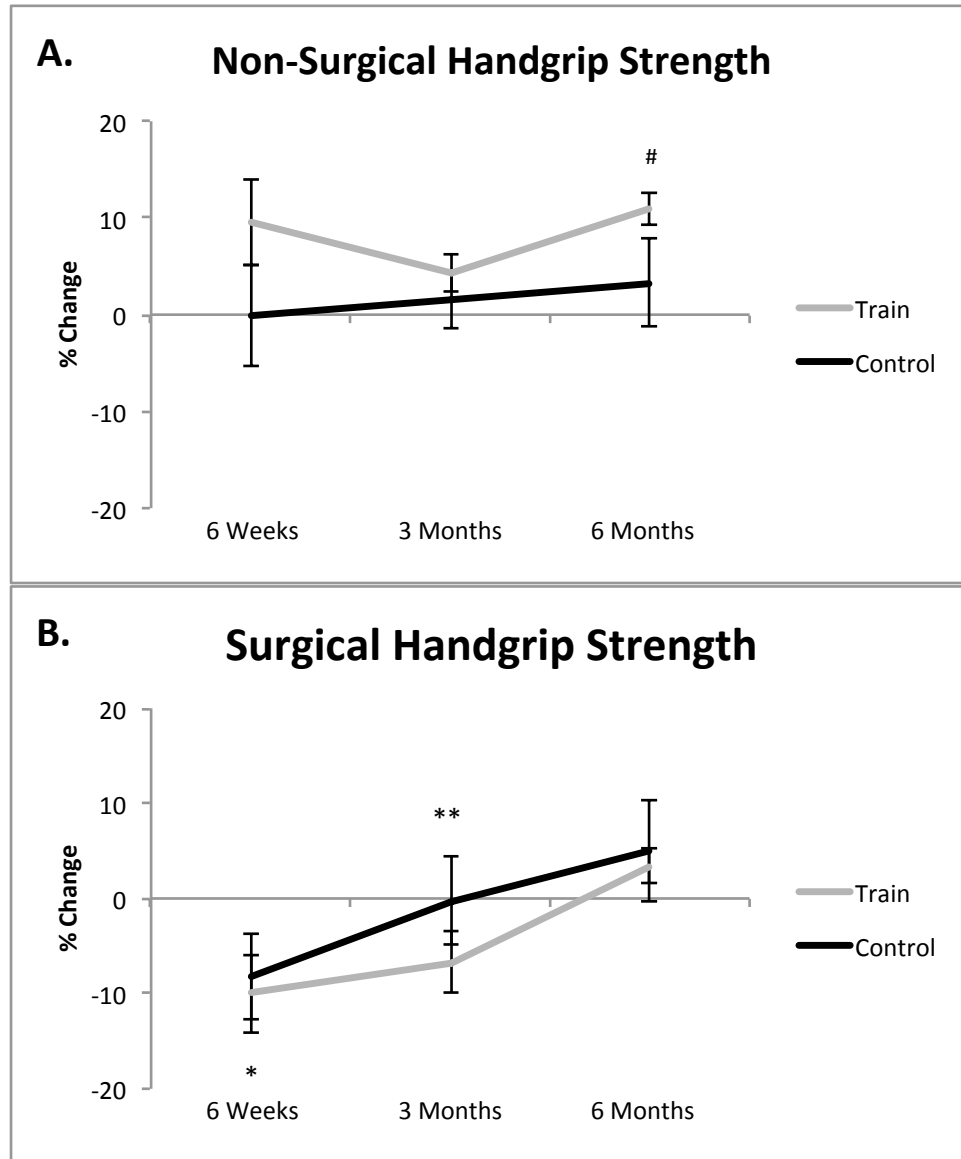 A.
Non-Surgical Handgrip Strength
20
#
10
% Change
0
Train
Control
-10
-20
6 Weeks 3 Months 6 Months
B.
Surgical Handgrip Strength
20
10
**
% Change
0
Train
Control
-10
*
-20
6 Weeks 3 Months 6 Months